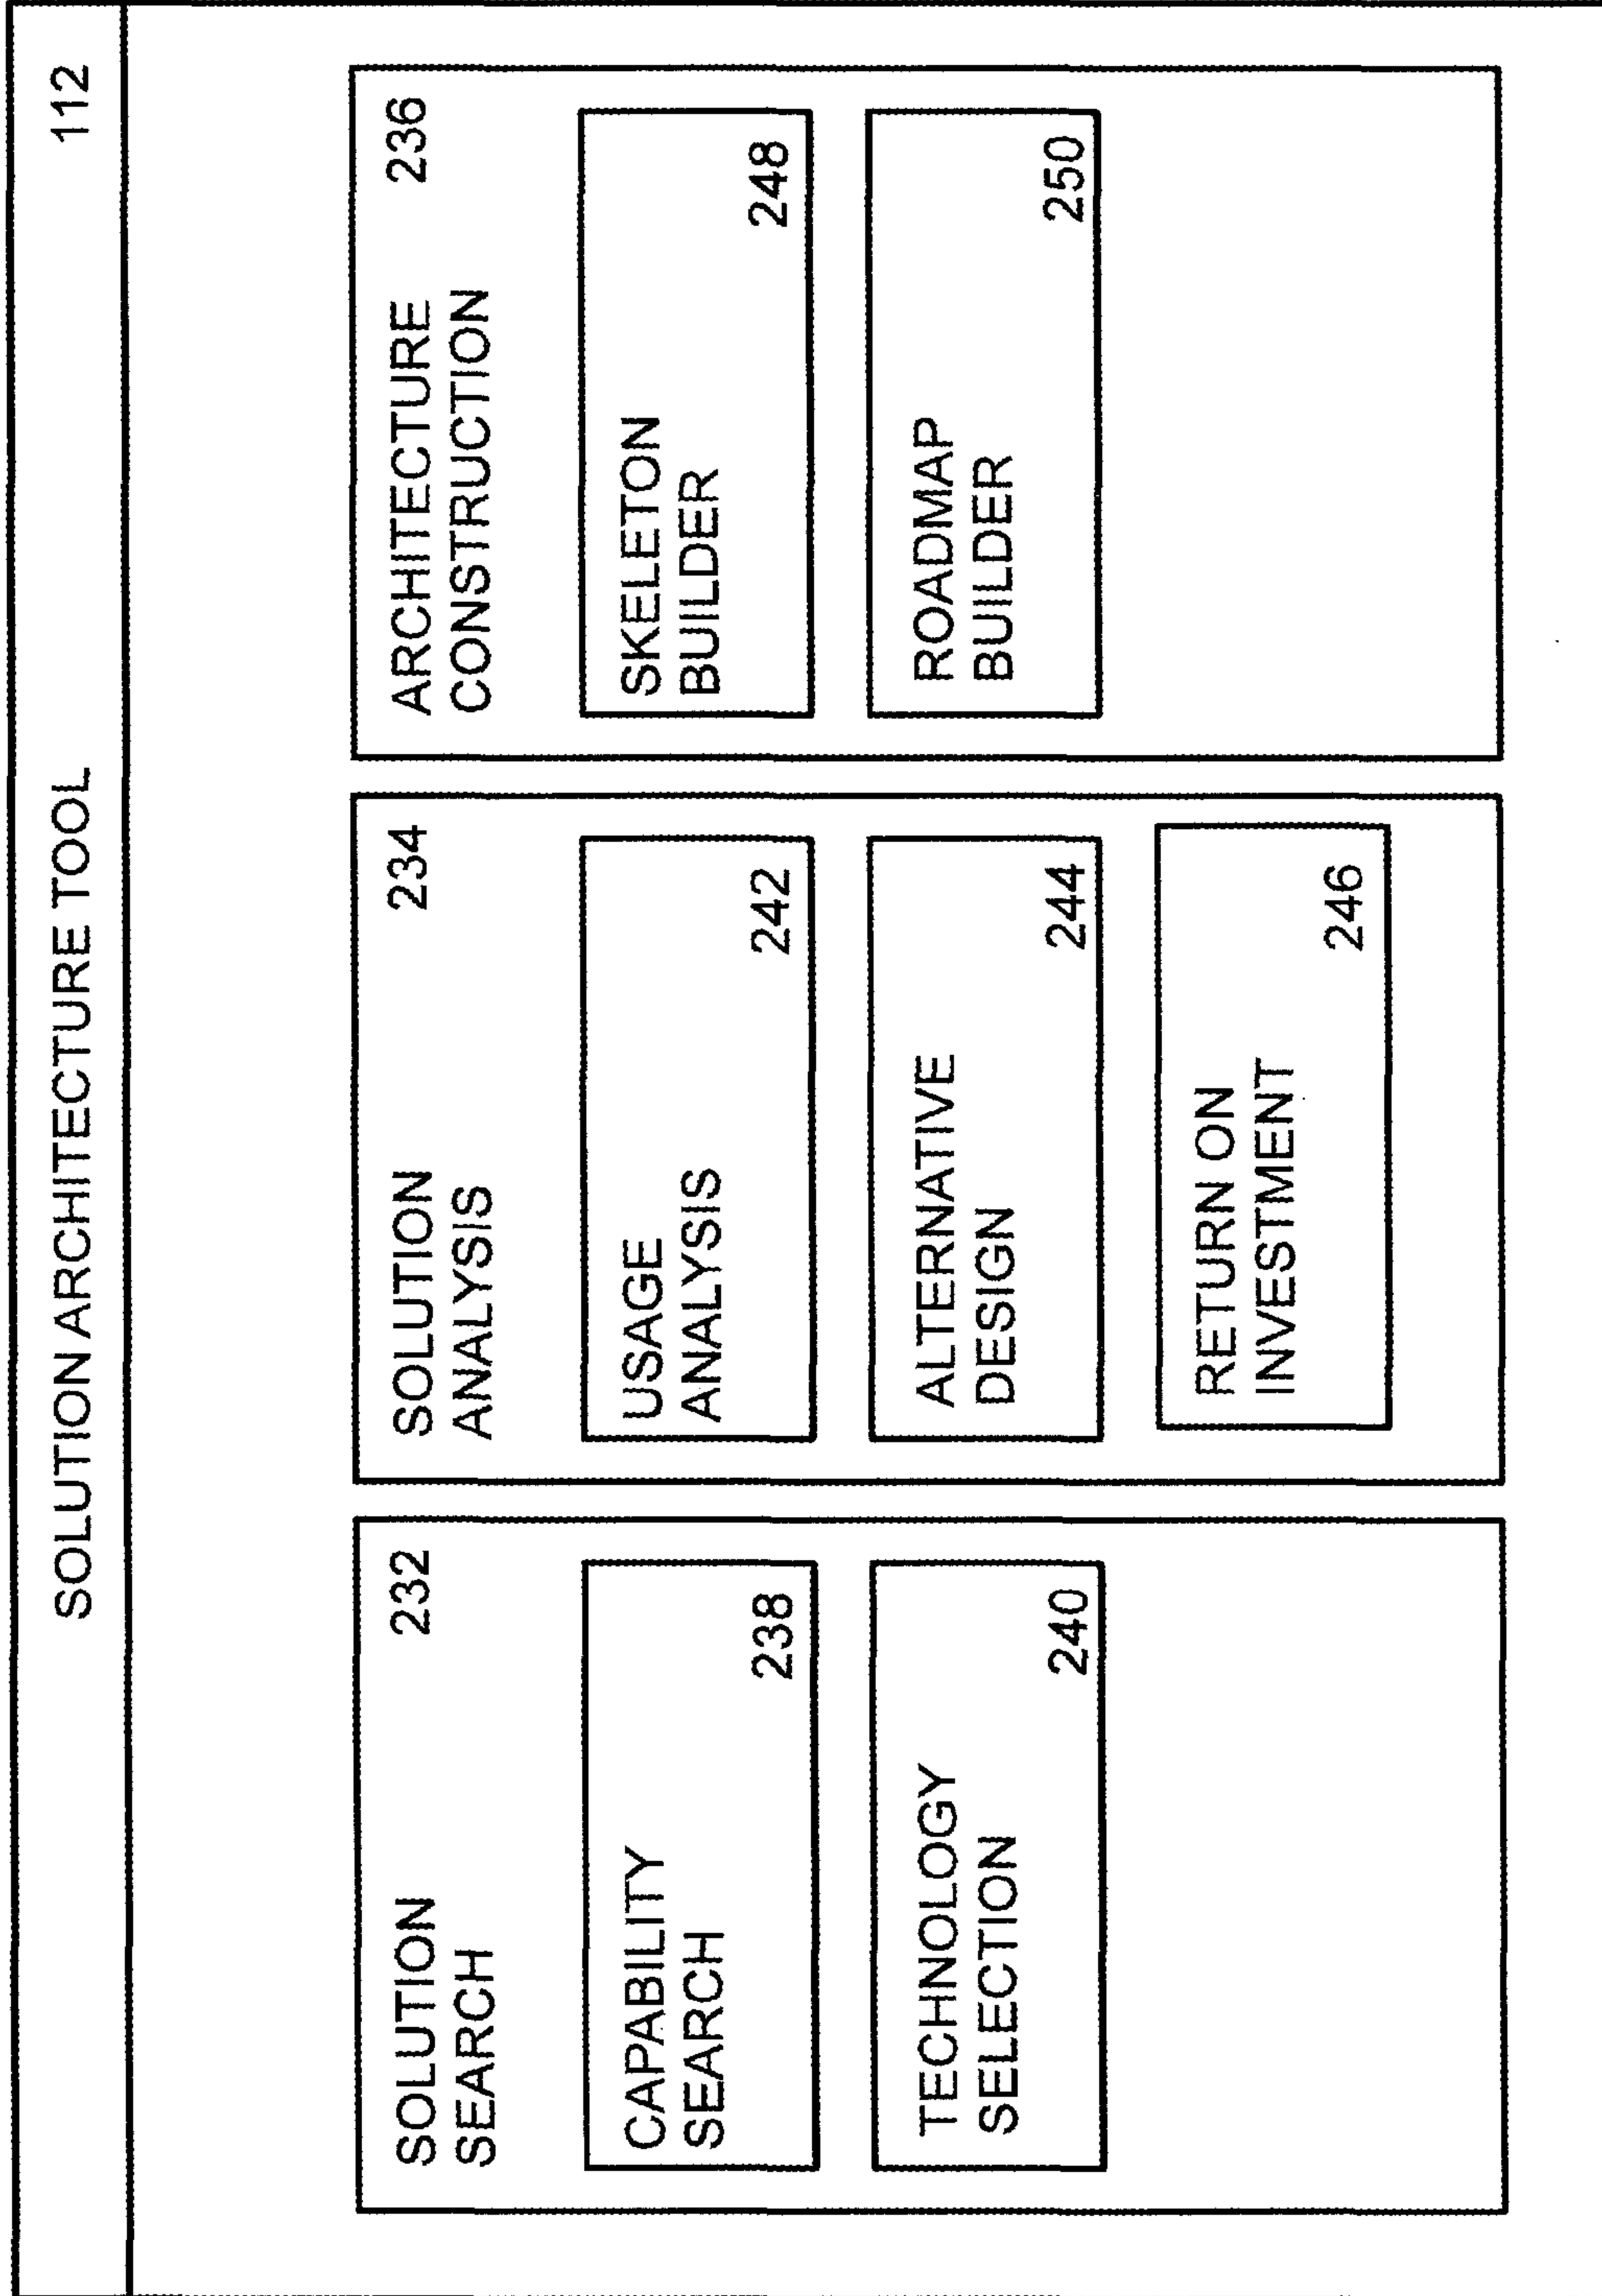 SOLUTION ARCHITECTURE TOOL 112
SOLUTION 232
SEARCH
CAPABILITY
SEARCH
238
TECHNOLOGY
SELECTION
240
SOLUTION 234
ANALYSIS
USAGE
ANALYSIS
242
ALTERNATIVE
DESIGN
244
RETURN ON
INVESTMENT
246
ARCHITECTURE 236
CONSTRUCTION
SKELETON
BUILDER
248
ROADMAP
BUILDER
250